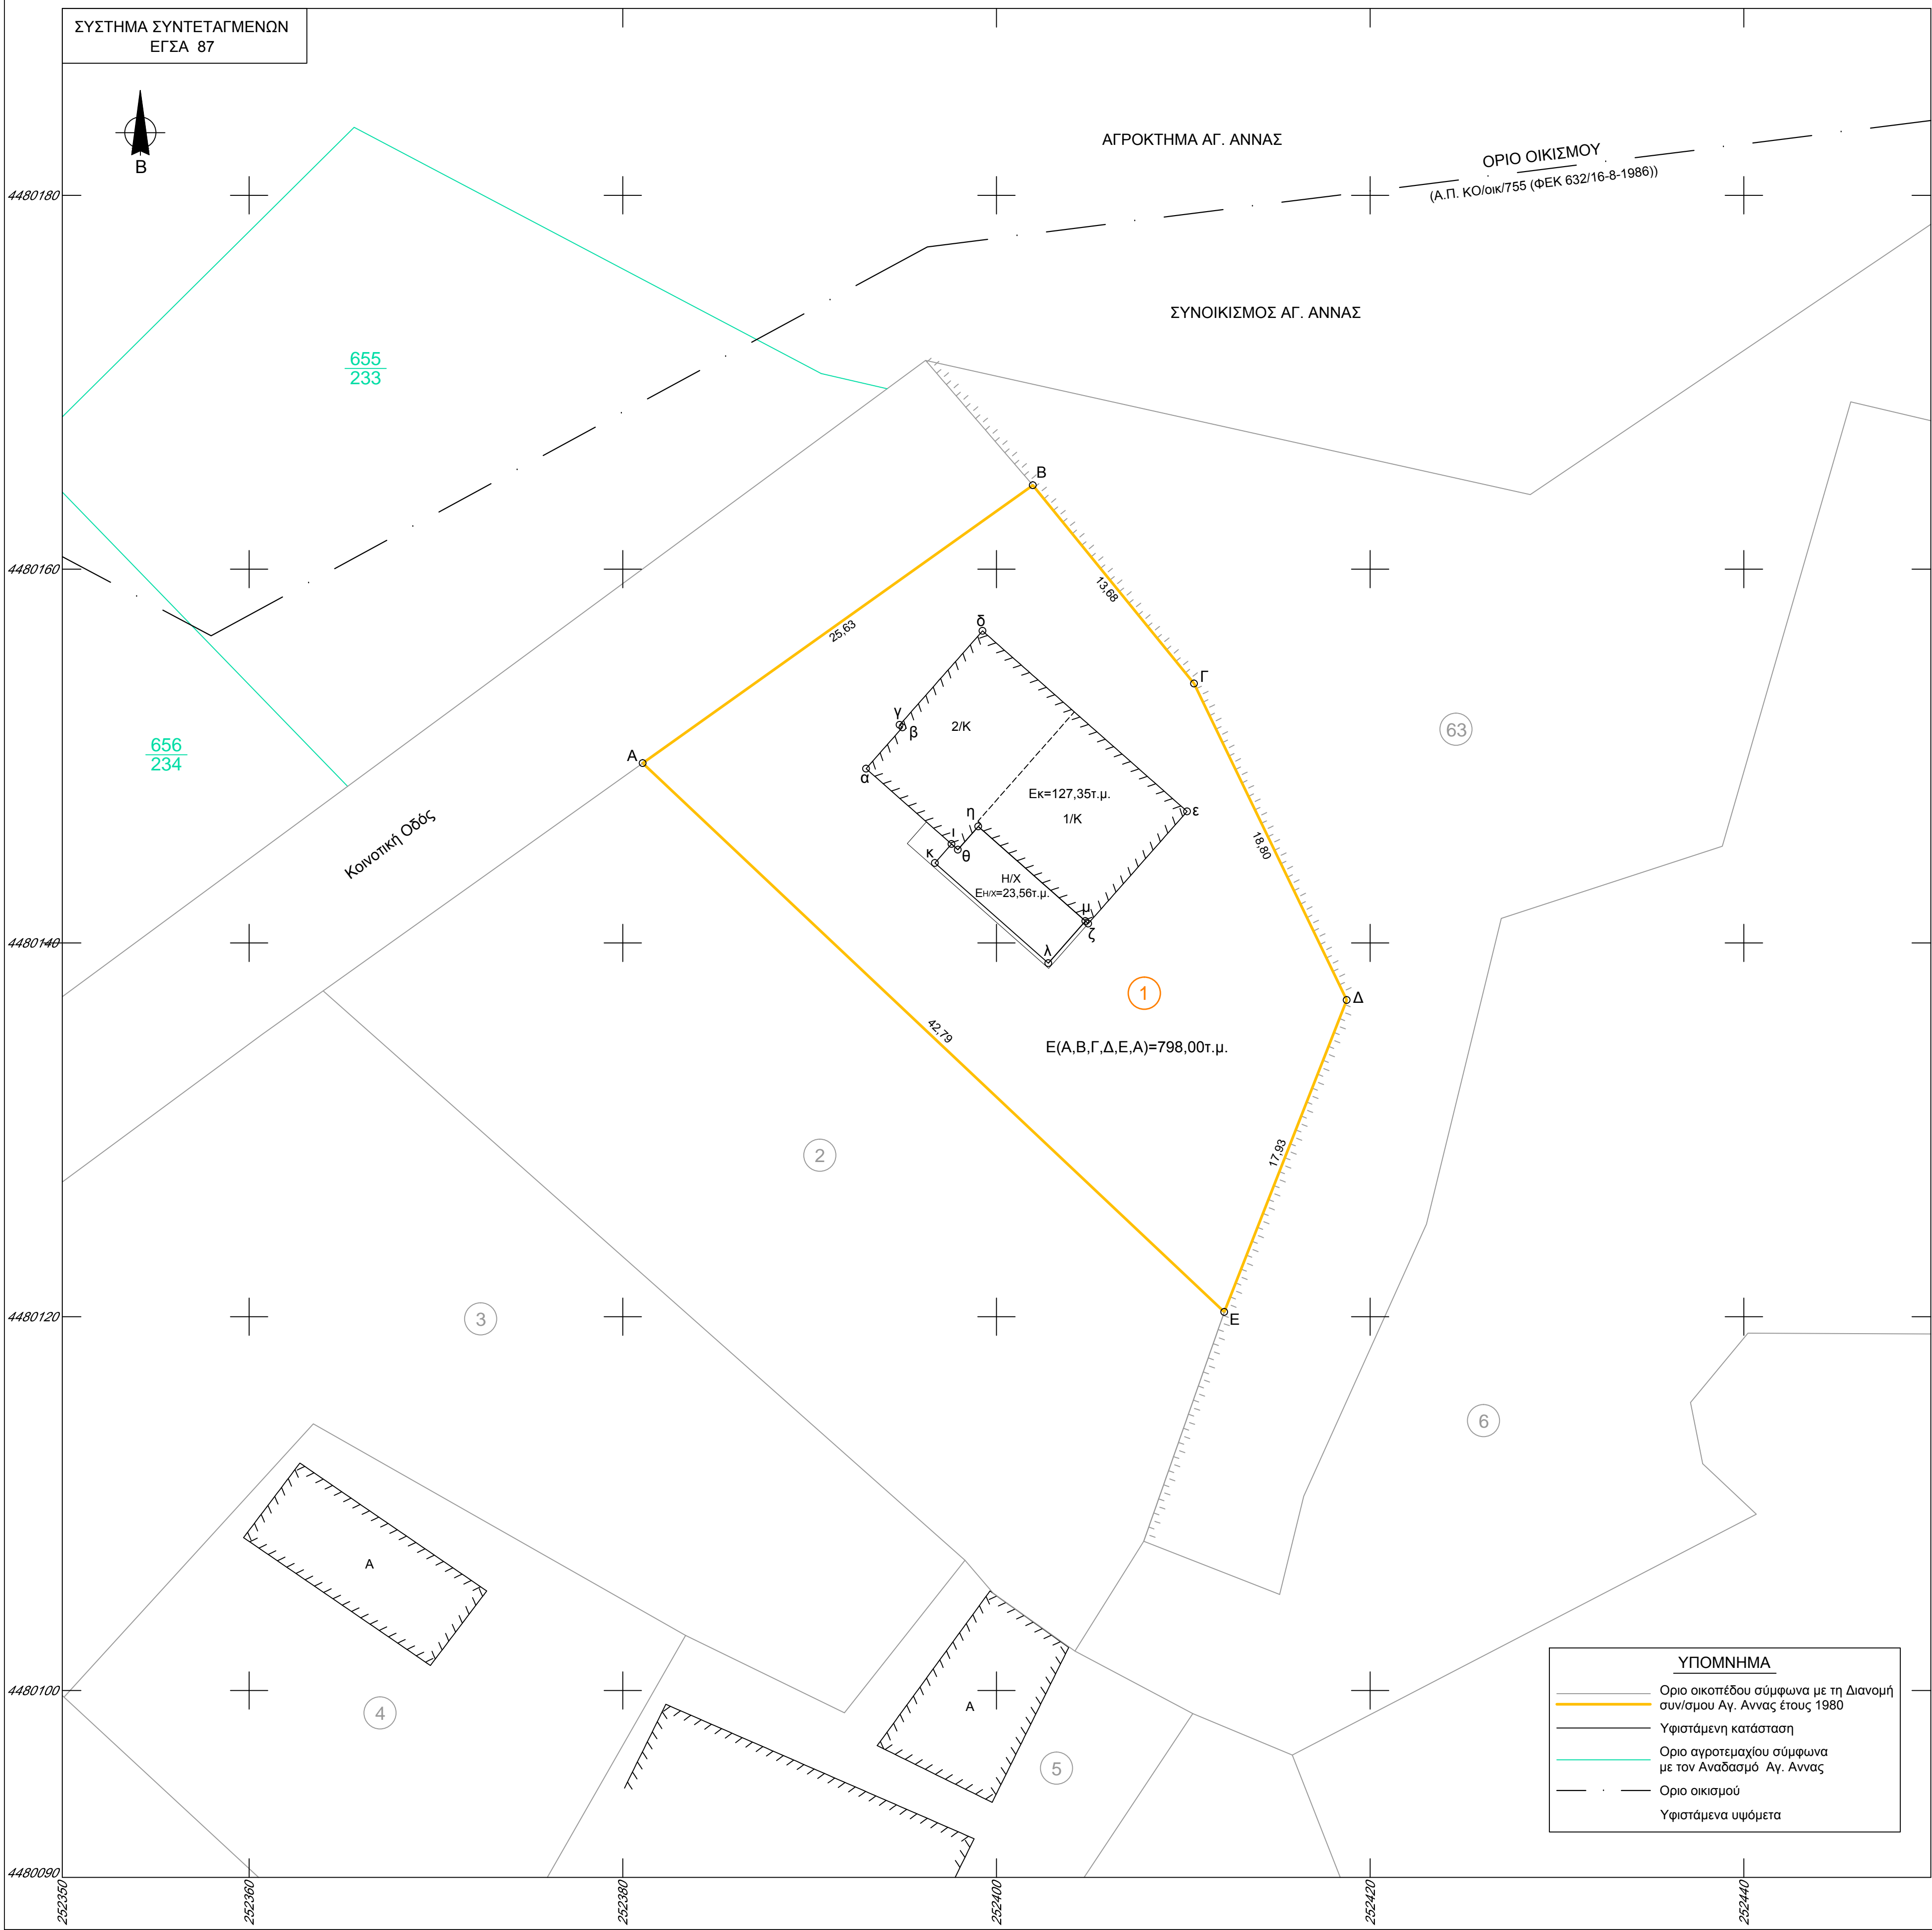 ΣΥΣΤΗΜΑ ΣΥΝΤΕΤΑΓΜΕΝΩΝ
ΕΓΣΑ 87
Β
ΑΓΡΟΚΤΗΜΑ ΑΓ. ΑΝΝΑΣ
ΟΡΙΟ ΟΙΚΙΣΜΟΥ
(Α.Π. ΚΟ/οικ/755 (ΦΕΚ 632/16-8-1986))
4480180
ΣΥΝΟΙΚΙΣΜΟΣ ΑΓ. ΑΝΝΑΣ
655
233
Β
4480160
13,68
25,63
δ
Γ
γ
β
2/Κ
63
656
234
Α
α
Εκ=127,35τ.μ.
1/Κ
η
ε
Κοινοτική Οδός
18,80
ι
θ
κ
Η/Χ
ΕΗ/Χ=23,56τ.μ.
μ
ζ
4480140
λ
1
Δ
42,79
Ε(Α,Β,Γ,Δ,Ε,Α)=798,00τ.μ.
2
17,93
4480120
3
Ε
6
Α
4480100
4
Α
5
ΥΠΟΜΝΗΜΑ
Οριο οικοπέδου σύμφωνα με τη Διανομή
συν/σμου Αγ. Αννας έτους 1980
Υφιστάμενη κατάσταση
Οριο αγροτεμαχίου σύμφωνα
με τον Αναδασμό Αγ. Αννας
Οριο οικισμού
Υφιστάμενα υψόμετα
4480090
252350
252360
252380
252400
252420
252440